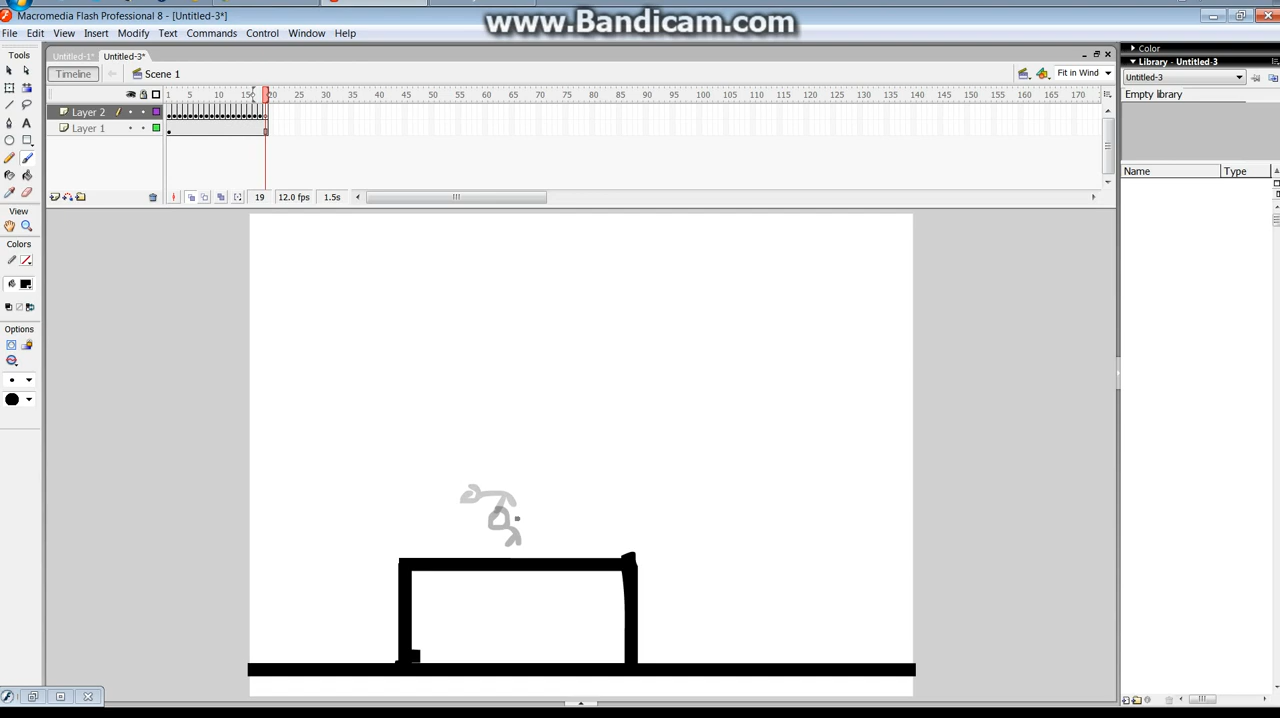 www.Bandicam.com
Macromedia Flash Professional 8 - [Untitled-3*]
File Edit View Insert Modify Text Commands Control Window Help
Tools
Untitled-1* Untitled-3*
Color
Library - Untitled-3
Timeline Scene 1 Fit in Wind
Untitled-3
Empty library
1 5 10 15 20 25 30 35 40 45 50 55 60 65 70 75 80 85 90 95 100 105 110 115 120 125 130 135 140 145 150 155 160 165 170
Layer 2
Layer 1
Name Type
19 12.0 fps 1.5s
View
Colors
Options